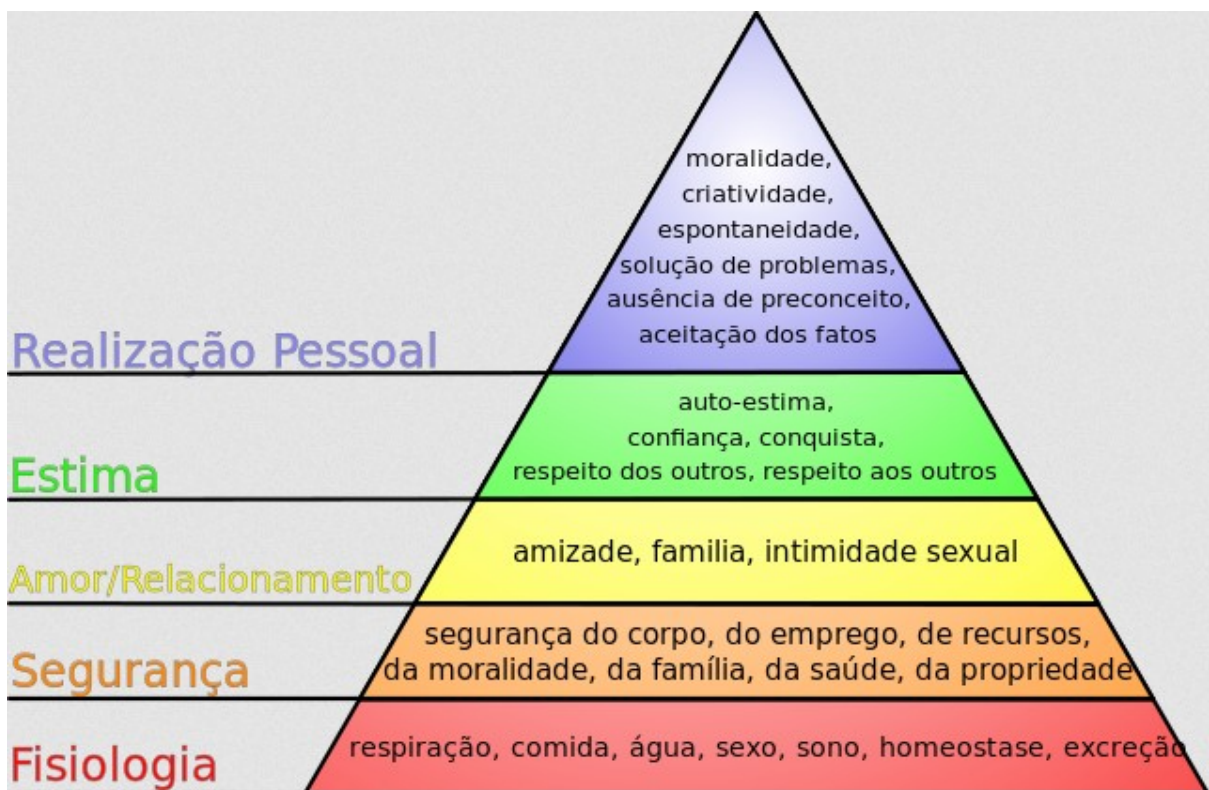 moralidade,
criatividade,
espontaneidade,
solução de problemas,
ausência de preconceito,
aceitação dos fatos
Realização Pessoal
auto-estima,
confiança, conquista,
respeito dos outros, respeito aos outros
Estima
amizade, familia, intimidade sexual
Amor/Relacionamento
segurança do corpo, do emprego, de recursos,
da moralidade, da família, da saúde, da propriedade
Segurança
respiração, comida, água, sexo, sono, homeostase, excreção
Fisiologia